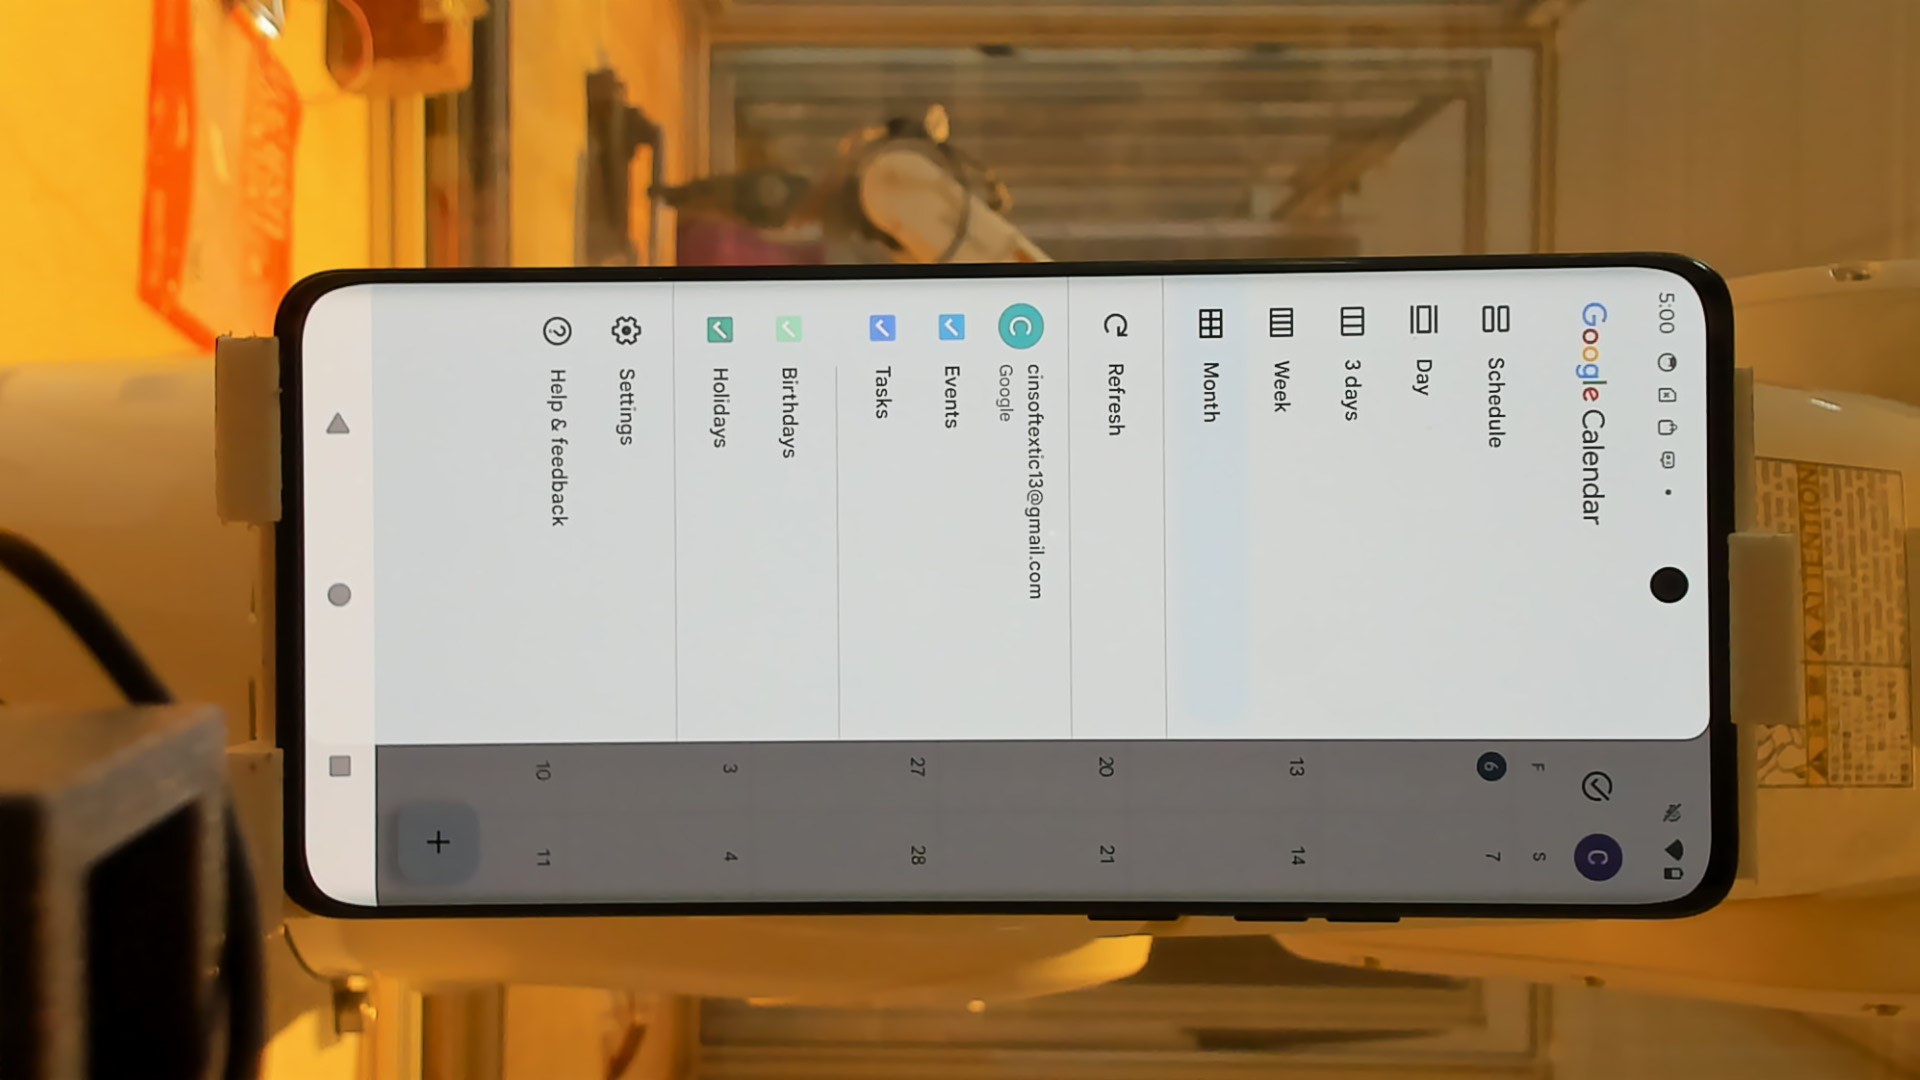 5:00
Google Calendar
Schedule
Day
3 days
Week
Month
Refresh
C
cinsoftextic13@gmail.com
Google
Events
Tasks
Birthdays
Holidays
Settings
Help & feedback
C
F S
6 7
13 14
20 21
27 28
3 4
10 11
+
ATTENTION